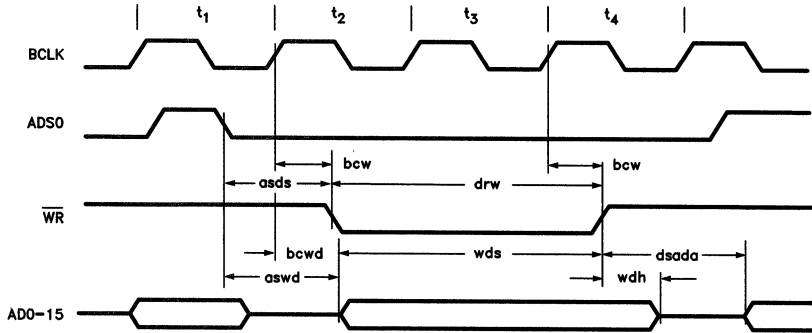 t1 t2 t3 t4
BCLK
ADS0
bcw bcw
asds drw
WR
bcwd wds dsada
aswd wdh
AD0-15